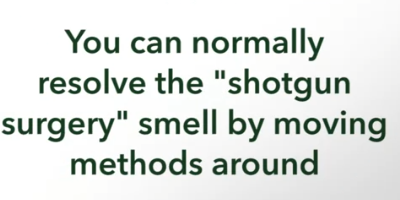 You can normally
resolve the "shotgun
surgery" smell by moving
methods around